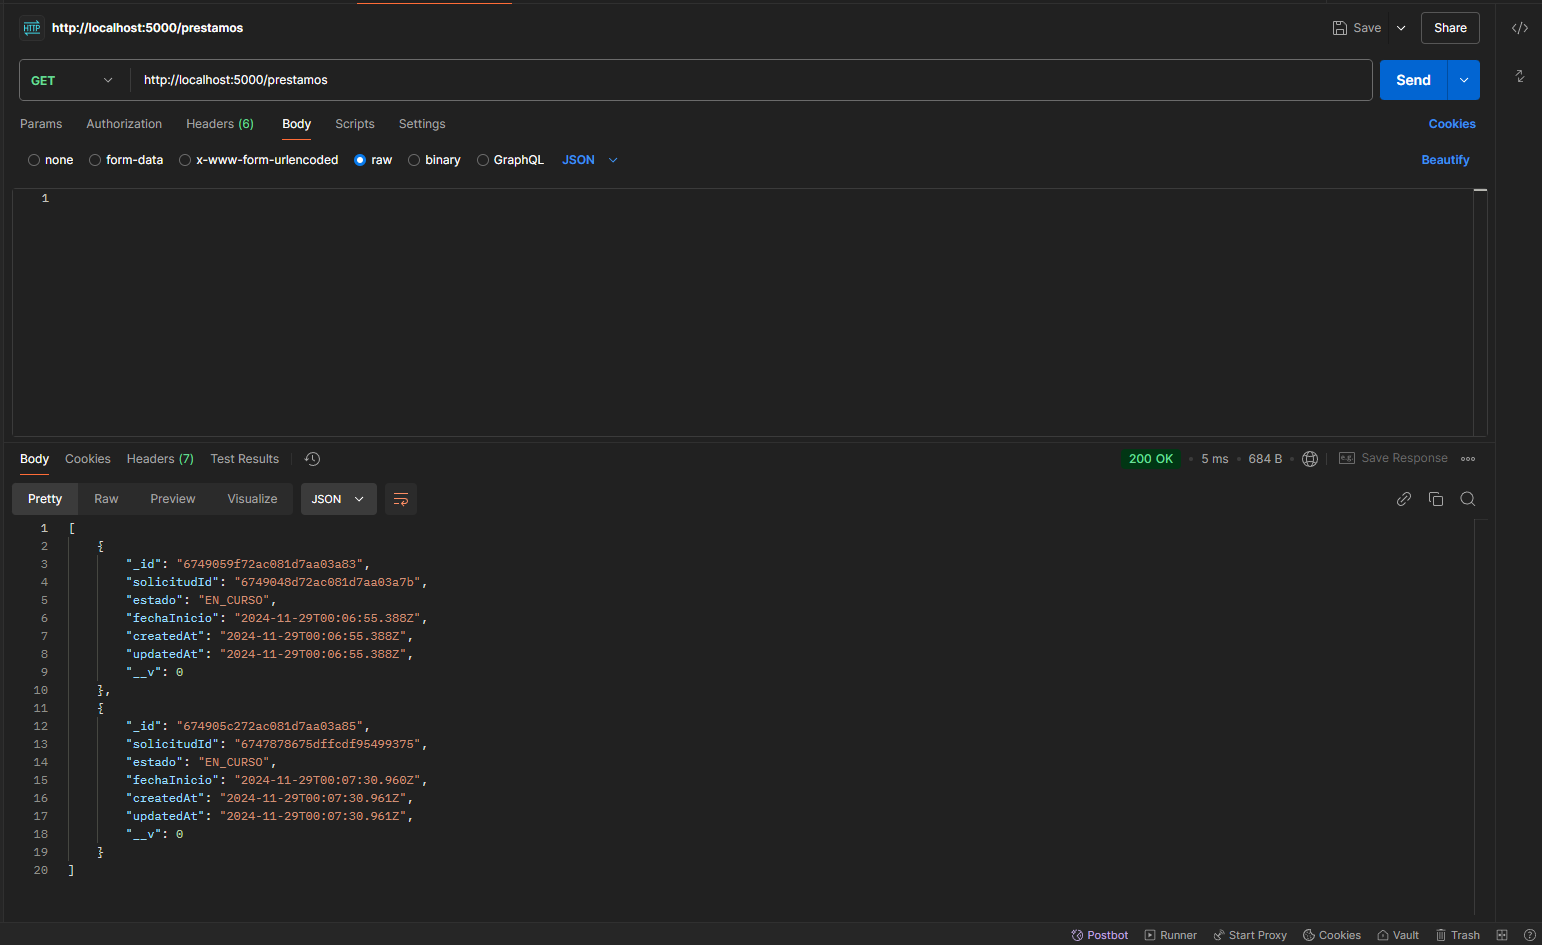 HTTP http://localhost:5000/prestamos Save Share
GET http://localhost:5000/prestamos Send
Params Authorization Headers (6) Body Scripts Settings Cookies
none form-data x-www-form-urlencoded raw binary GraphQL JSON Beautify
1
Body Cookies Headers (7) Test Results 200 OK • 5 ms • 684 B • e.g. Save Response
Pretty Raw Preview Visualize JSON
1 [
2 {
3 "_id": "6749059f72ac081d7aa03a83",
4 "solicitudId": "6749048d72ac081d7aa03a7b",
5 "estado": "EN_CURSO",
6 "fechaInicio": "2024-11-29T00:06:55.388Z",
7 "createdAt": "2024-11-29T00:06:55.388Z",
8 "updatedAt": "2024-11-29T00:06:55.388Z",
9 "__v": 0
10 },
11 {
12 "_id": "674905c272ac081d7aa03a85",
13 "solicitudId": "6747878675dffcdf95499375",
14 "estado": "EN_CURSO",
15 "fechaInicio": "2024-11-29T00:07:30.960Z",
16 "createdAt": "2024-11-29T00:07:30.961Z",
17 "updatedAt": "2024-11-29T00:07:30.961Z",
18 "__v": 0
19 }
20 ]
Postbot Runner Start Proxy Cookies Vault Trash